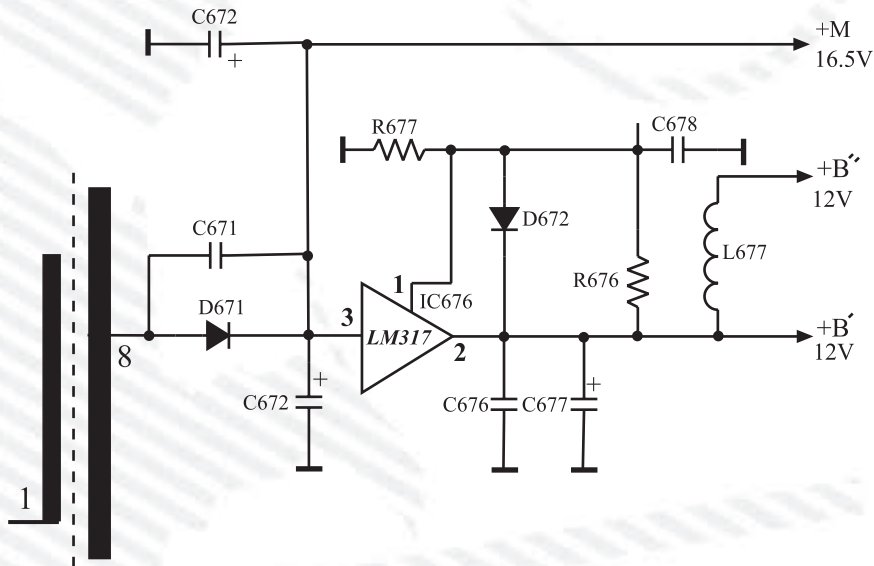 C672
+
+M
16.5V
R677
C678
+B″
12V
C671
D672
L677
R676
D671
1
IC676
3
LM317
2
+B′
12V
8
+
C672
C676
C677
+
1